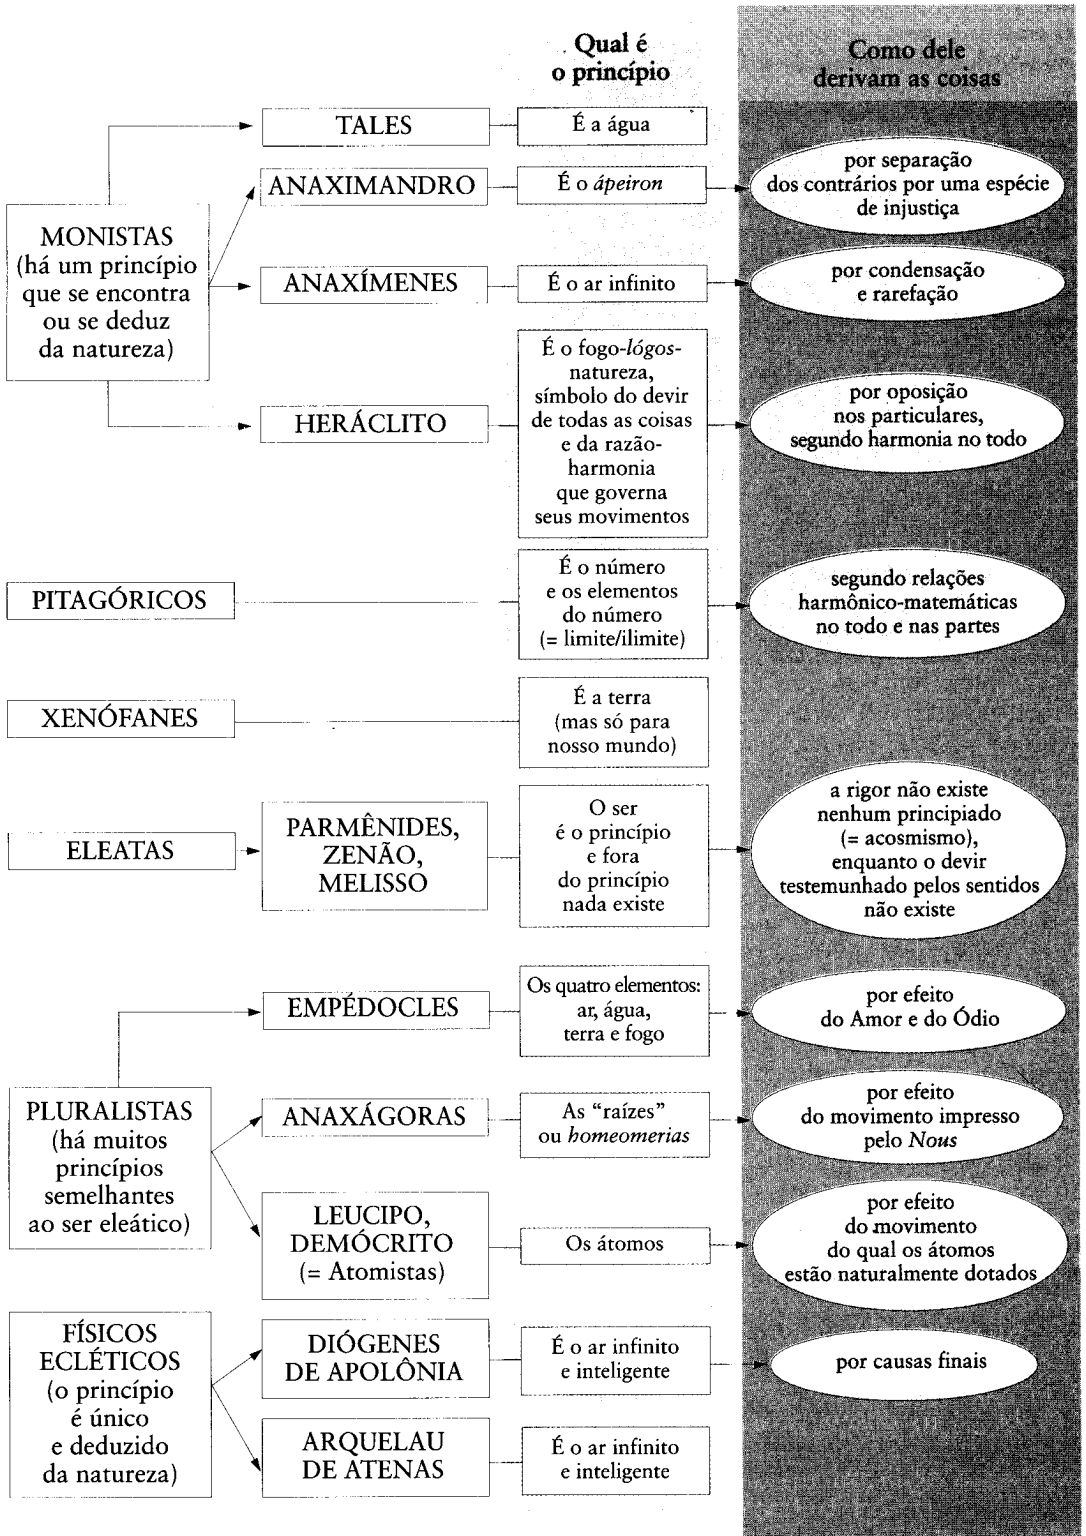 Qual é
o princípio
Como dele
derivam as coisas
MONISTAS
(há um princípio
que se encontra
ou se deduz
da natureza)
TALES
É a água
ANAXIMANDRO
É o ápeiron
por separação
dos contrários por uma espécie
de injustiça
ANAXÍMENES
É o ar infinito
por condensação
e rarefação
HERÁCLITO
É o fogo-lógos-
natureza,
símbolo do devir
de todas as coisas
e da razão-
harmonia
que governa
seus movimentos
por oposição
nos particulares,
segundo harmonia no todo
PITAGÓRICOS
É o número
e os elementos
do número
(= limite/ilimite)
segundo relações
harmônico-matemáticas
no todo e nas partes
XENÓFANES
É a terra
(mas só para
nosso mundo)
ELEATAS
PARMÊNIDES,
ZENÃO,
MELISSO
O ser
é o princípio
e fora
do princípio
nada existe
a rigor não existe
nenhum principiado
(= acosmismo),
enquanto o devir
testemunhado pelos sentidos
não existe
PLURALISTAS
(há muitos
princípios
semelhantes
ao ser eleático)
EMPÉDOCLES
Os quatro elementos:
ar, água,
terra e fogo
por efeito
do Amor e do Ódio
ANAXÁGORAS
As “raízes”
ou homeomerias
por efeito
do movimento impresso
pelo Nous
LEUCIPO,
DEMÓCRITO
(= Atomistas)
Os átomos
por efeito
do movimento
do qual os átomos
estão naturalmente dotados
FÍSICOS
ECLÉTICOS
(o princípio
é único
e deduzido
da natureza)
DIÓGENES
DE APOLÔNIA
É o ar infinito
e inteligente
por causas finais
ARQUELAU
DE ATENAS
É o ar infinito
e inteligente